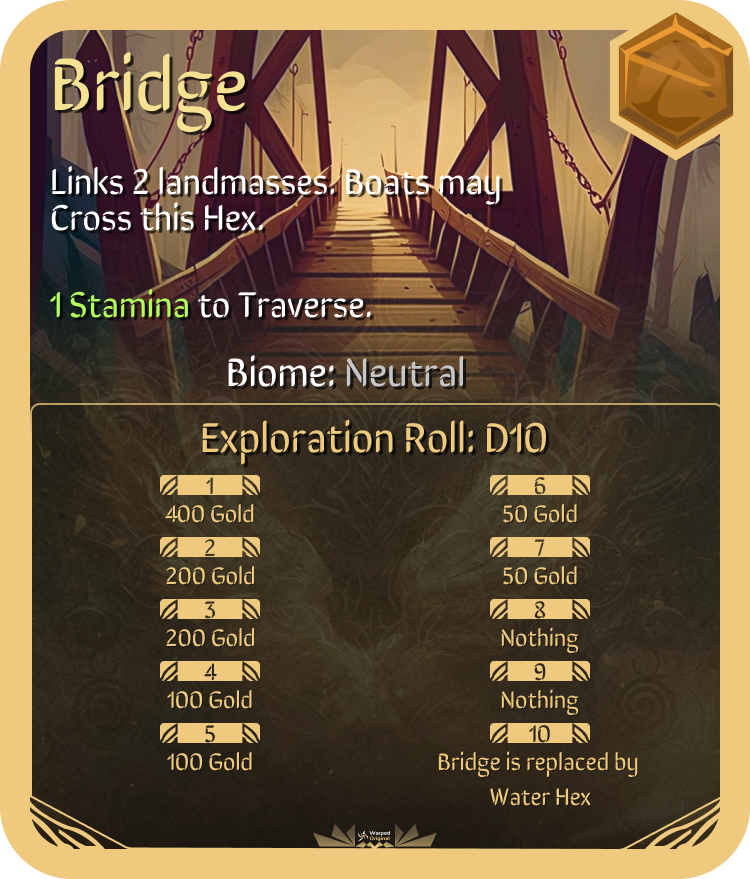 Bridge
Links 2 landmasses. Boats may
Cross this Hex.
1 Stamina to Traverse.
Biome: Neutral
Exploration Roll: D10
1
400 Gold
2
200 Gold
3
200 Gold
4
100 Gold
5
100 Gold
6
50 Gold
7
50 Gold
8
Nothing
9
Nothing
10
Bridge is replaced by
Water Hex
Warped
Original